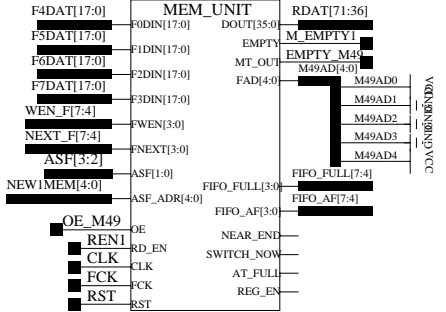 MEM_UNIT
F4DAT[17:0]
F0DIN[17:0]
F5DAT[17:0]
F1DIN[17:0]
F6DAT[17:0]
F2DIN[17:0]
F7DAT[17:0]
F3DIN[17:0]
WEN_F[7:4]
FWEN[3:0]
NEXT_F[7:4]
FNEXT[3:0]
ASF[3:2]
ASF[1:0]
NEW1MEM[4:0]
ASF_ADR[4:0]
OE_M49
OE
REN1
RD_EN
CLK
CLK
FCK
FCK
RST
RST
RDAT[71:36]
DOUT[35:0]
M_EMPTY1
EMPTY
EMPTY_M49
MT_OUT
M49AD[4:0]
FAD[4:0]
M49AD0
M49AD1
M49AD2
M49AD3
M49AD4
VCC
FIFO_FULL[7:4]
FIFO_FULL[3:0]
FIFO_AF[7:4]
FIFO_AF[3:0]
NEAR_END
SWITCH_NOW
AT_FULL
REG_EN